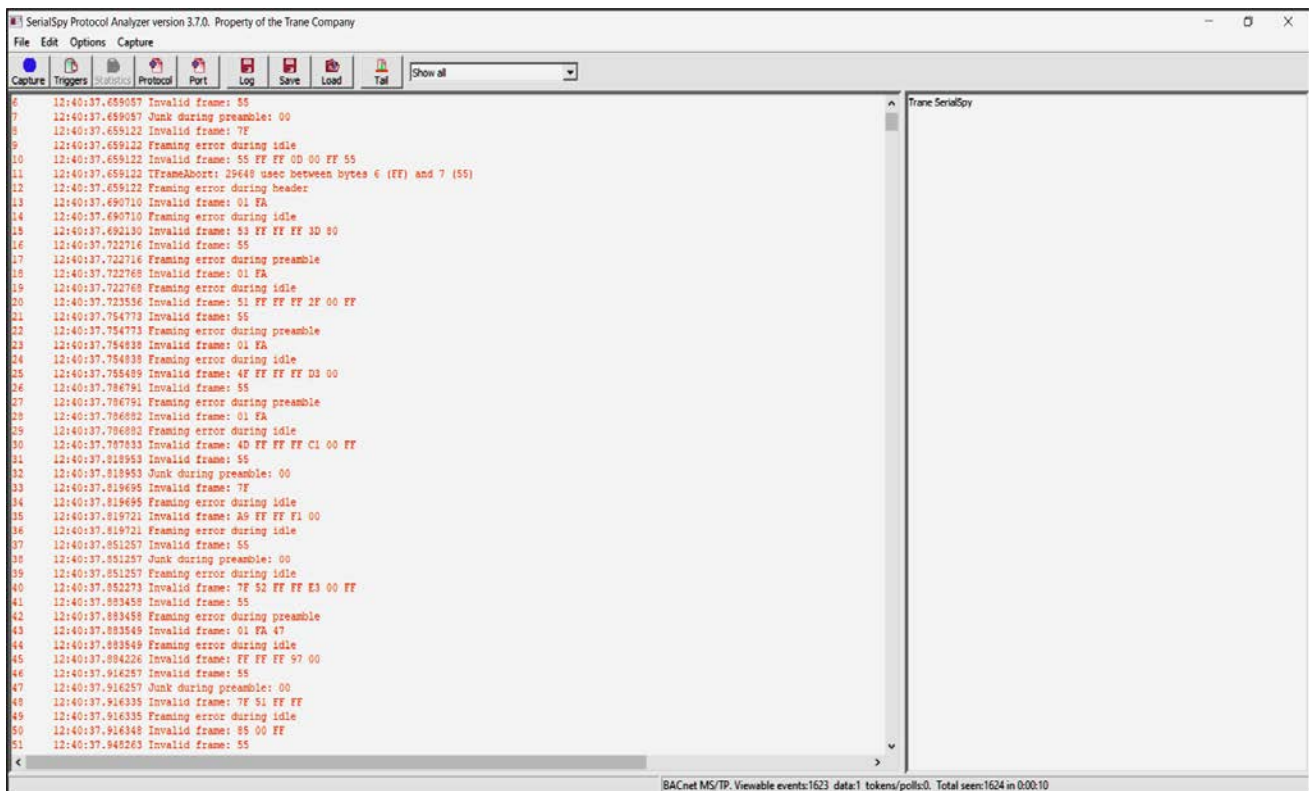 SerialSpy Protocol Analyzer version 3.7.0. Property of the Trane Company
File Edit Options Capture
Capture Triggers Statistics Protocol Port Log Save Load Tail Show all
6 12:40:37.659057 Invalid frame: 55
7 12:40:37.659057 Junk during preamble: 00
8 12:40:37.659122 Invalid frame: 7F
9 12:40:37.659122 Framing error during idle
10 12:40:37.659122 Invalid frame: 55 FF FF 0D 00 FF 55
11 12:40:37.659122 TFrameAbort: 29648 usec between bytes 6 (FF) and 7 (55)
12 12:40:37.659122 Framing error during header
13 12:40:37.690710 Invalid frame: 01 FA
14 12:40:37.690710 Framing error during idle
15 12:40:37.692130 Invalid frame: 53 FF FF FF 3D 80
16 12:40:37.722716 Invalid frame: 55
17 12:40:37.722716 Framing error during preamble
18 12:40:37.722768 Invalid frame: 01 FA
19 12:40:37.722768 Framing error during idle
20 12:40:37.723536 Invalid frame: 51 FF FF FF 2F 00 FF
21 12:40:37.754773 Invalid frame: 55
22 12:40:37.754773 Framing error during preamble
23 12:40:37.754838 Invalid frame: 01 FA
24 12:40:37.754838 Framing error during idle
25 12:40:37.755489 Invalid frame: 4F FF FF FF D3 00
26 12:40:37.786791 Invalid frame: 55
27 12:40:37.786791 Framing error during preamble
28 12:40:37.786882 Invalid frame: 01 FA
29 12:40:37.786882 Framing error during idle
30 12:40:37.787833 Invalid frame: 4D FF FF FF C1 00 FF
31 12:40:37.818953 Invalid frame: 55
32 12:40:37.818953 Junk during preamble: 00
33 12:40:37.819695 Invalid frame: 7F
34 12:40:37.819695 Framing error during idle
35 12:40:37.819721 Invalid frame: A9 FF FF F1 00
36 12:40:37.819721 Framing error during idle
37 12:40:37.851257 Invalid frame: 55
38 12:40:37.851257 Junk during preamble: 00
39 12:40:37.851257 Framing error during idle
40 12:40:37.852273 Invalid frame: 7F 52 FF FF E3 00 FF
41 12:40:37.883458 Invalid frame: 55
42 12:40:37.883458 Framing error during preamble
43 12:40:37.883549 Invalid frame: 01 FA 47
44 12:40:37.883549 Framing error during idle
45 12:40:37.884226 Invalid frame: FF FF FF 97 00
46 12:40:37.916257 Invalid frame: 55
47 12:40:37.916257 Junk during preamble: 00
48 12:40:37.916335 Invalid frame: 7F 51 FF FF
49 12:40:37.916335 Framing error during idle
50 12:40:37.916348 Invalid frame: 85 00 FF
51 12:40:37.948263 Invalid frame: 55
Trane SerialSpy
BACnet MS/TP. Viewable events:1623 data:1 tokens/polls:0. Total seen:1624 in 0:00:10